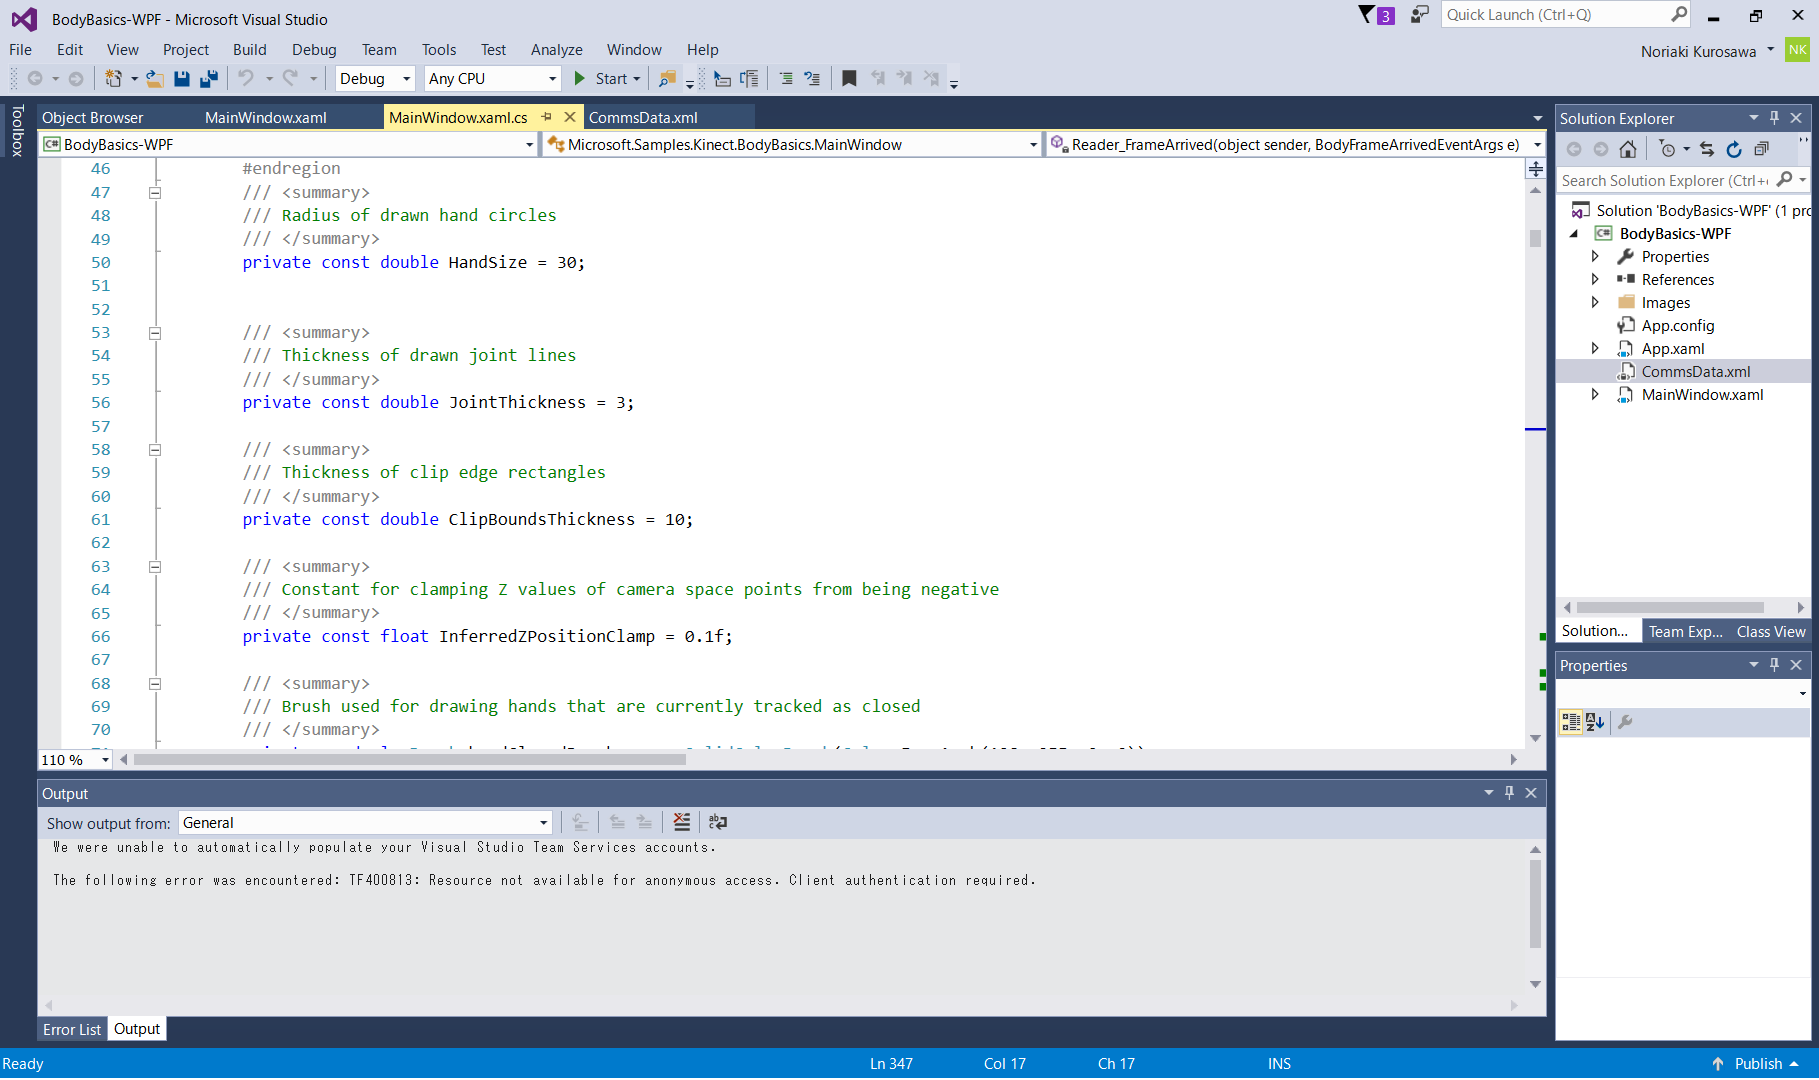 BodyBasics-WPF - Microsoft Visual Studio
3
Quick Launch (Ctrl+Q)
File Edit View Project Build Debug Team Tools Test Analyze Window Help
Noriaki Kurosawa NK
Debug Any CPU Start
Toolbox
Object Browser MainWindow.xaml MainWindow.xaml.cs CommsData.xml
C# BodyBasics-WPF Microsoft.Samples.Kinect.BodyBasics.MainWindow Reader_FrameArrived(object sender, BodyFrameArrivedEventArgs e)
46 #endregion
47 /// <summary>
48 /// Radius of drawn hand circles
49 /// </summary>
50 private const double HandSize = 30;
51
52
53 /// <summary>
54 /// Thickness of drawn joint lines
55 /// </summary>
56 private const double JointThickness = 3;
57
58 /// <summary>
59 /// Thickness of clip edge rectangles
60 /// </summary>
61 private const double ClipBoundsThickness = 10;
62
63 /// <summary>
64 /// Constant for clamping Z values of camera space points from being negative
65 /// </summary>
66 private const float InferredZPositionClamp = 0.1f;
67
68 /// <summary>
69 /// Brush used for drawing hands that are currently tracked as closed
70 /// </summary>
110 %
Output
Show output from: General
We were unable to automatically populate your Visual Studio Team Services accounts.
The following error was encountered: TF400813: Resource not available for anonymous access. Client authentication required.
Error List Output
Solution Explorer
Search Solution Explorer (Ctrl+
Solution 'BodyBasics-WPF' (1 pro
C# BodyBasics-WPF
Properties
References
Images
App.config
App.xaml
CommsData.xml
MainWindow.xaml
Solution... Team Exp... Class View
Properties
Ready Ln 347 Col 17 Ch 17 INS Publish